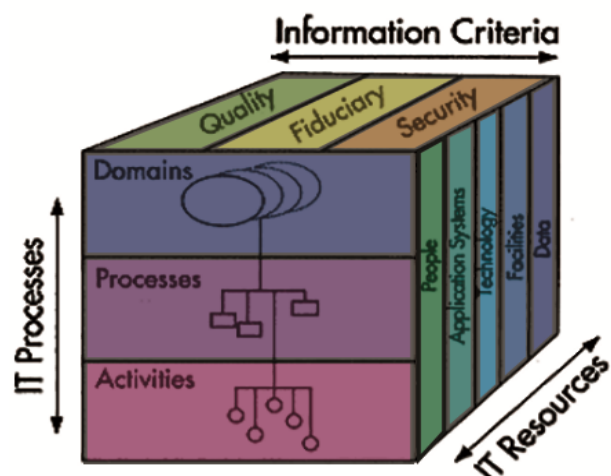 Information Criteria
Quality
Fiduciary
Security
Domains
Processes
Activities
IT Processes
People
Application Systems
Technology
Facilities
Data
IT Resources